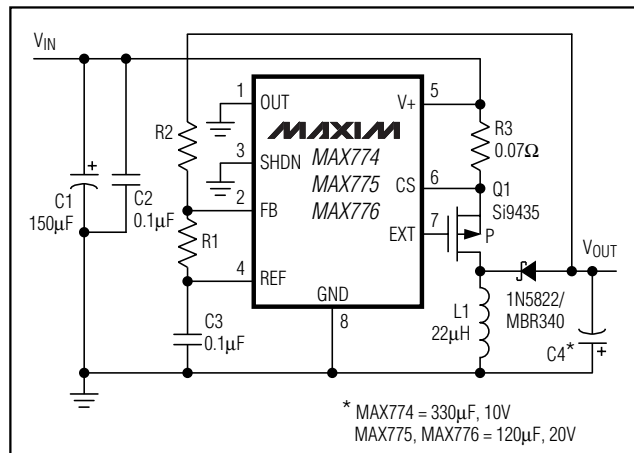 VIN
1
OUT
V+
5
R2
MAXIM
R3
0.07Ω
3
SHDN
MAX774
MAX775
MAX776
CS
6
Q1
Si9435
C1
150µF
C2
0.1µF
2
FB
EXT
7
P
R1
VOUT
4
REF
GND
8
1N5822/
MBR340
L1
22µH
C3
0.1µF
C4*
+
+
* MAX774 = 330µF, 10V
MAX775, MAX776 = 120µF, 20V